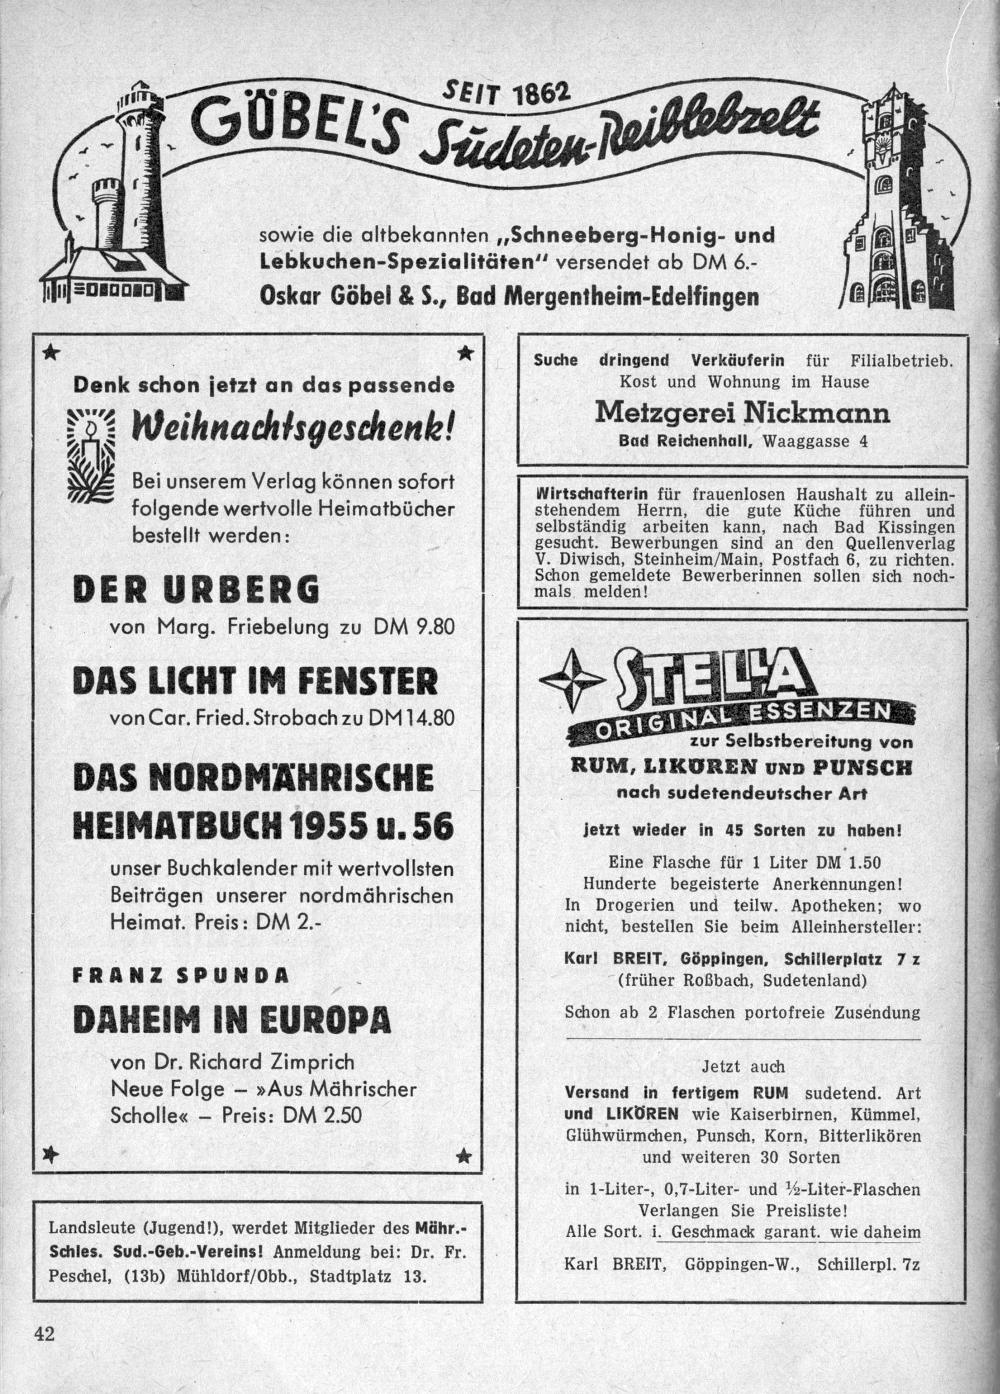 SEIT 1862
GÖBEL'S Sudeten-Reiblebzelt
sowie die altbekannten „Schneeberg-Honig- und
Lebkuchen-Spezialitäten" versendet ab DM 6.-
Oskar Göbel & S., Bad Mergentheim-Edelfingen
Denk schon jetzt an das passende
Weihnachtsgeschenk!
Bei unserem Verlag können sofort
folgende wertvolle Heimatbücher
bestellt werden:
DER URBERG
von Marg. Friebelung zu DM 9.80
DAS LICHT IM FENSTER
von Car. Fried. Strobach zu DM 14.80
DAS NORDMÄHRISCHE
HEIMATBUCH 1955 u. 56
unser Buchkalender mit wertvollsten
Beiträgen unserer nordmährischen
Heimat. Preis: DM 2.-
FRANZ SPUNDA
DAHEIM IN EUROPA
von Dr. Richard Zimprich
Neue Folge – »Aus Mährischer
Scholle« – Preis: DM 2.50
Landsleute (Jugend!), werdet Mitglieder des Mähr.-
Schles. Sud.-Geb.-Vereins! Anmeldung bei: Dr. Fr.
Peschel, (13b) Mühldorf/Obb., Stadtplatz 13.
Suche dringend Verkäuferin für Filialbetrieb.
Kost und Wohnung im Hause
Metzgerei Nickmann
Bad Reichenhall, Waaggasse 4
Wirtschafterin für frauenlosen Haushalt zu allein-
stehendem Herrn, die gute Küche führen und
selbständig arbeiten kann, nach Bad Kissingen
gesucht. Bewerbungen sind an den Quellenverlag
V. Diwisch, Steinheim/Main, Postfach 6, zu richten.
Schon gemeldete Bewerberinnen sollen sich noch-
mals melden!
STELLA
ORIGINAL ESSENZEN
zur Selbstbereitung von
RUM, LIKÖREN UND PUNSCH
nach sudetendeutscher Art
jetzt wieder in 45 Sorten zu haben!
Eine Flasche für 1 Liter DM 1.50
Hunderte begeisterte Anerkennungen!
In Drogerien und teilw. Apotheken; wo
nicht, bestellen Sie beim Alleinhersteller:
Karl BREIT, Göppingen, Schillerplatz 7 z
(früher Roßbach, Sudetenland)
Schon ab 2 Flaschen portofreie Zusendung
Jetzt auch
Versand in fertigem RUM sudetend. Art
und LIKÖREN wie Kaiserbirnen, Kümmel,
Glühwürmchen, Punsch, Korn, Bitterlikören
und weiteren 30 Sorten
in 1-Liter-, 0,7-Liter- und ½-Liter-Flaschen
Verlangen Sie Preisliste!
Alle Sort. i. Geschmack garant. wie daheim
Karl BREIT, Göppingen-W., Schillerpl. 7z
42